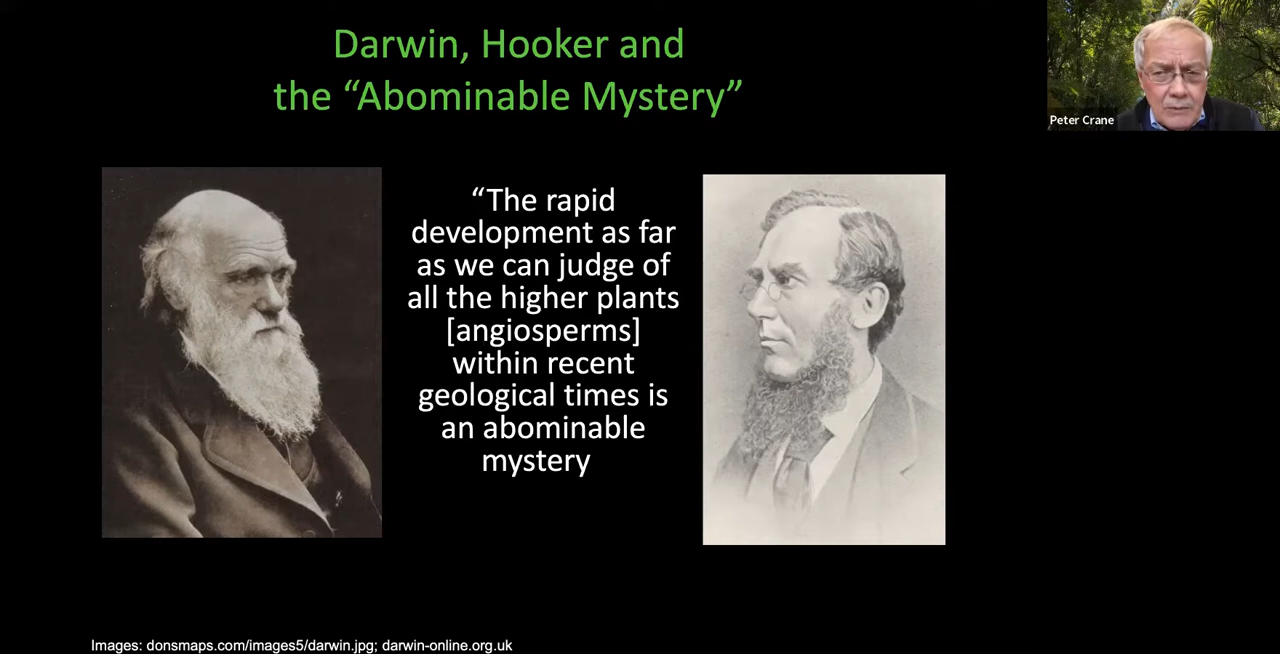 Darwin, Hooker and
the “Abominable Mystery”
Peter Crane
“The rapid
development as far
as we can judge of
all the higher plants
[angiosperms]
within recent
geological times is
an abominable
mystery
Images: donsmaps.com/images5/darwin.jpg; darwin-online.org.uk